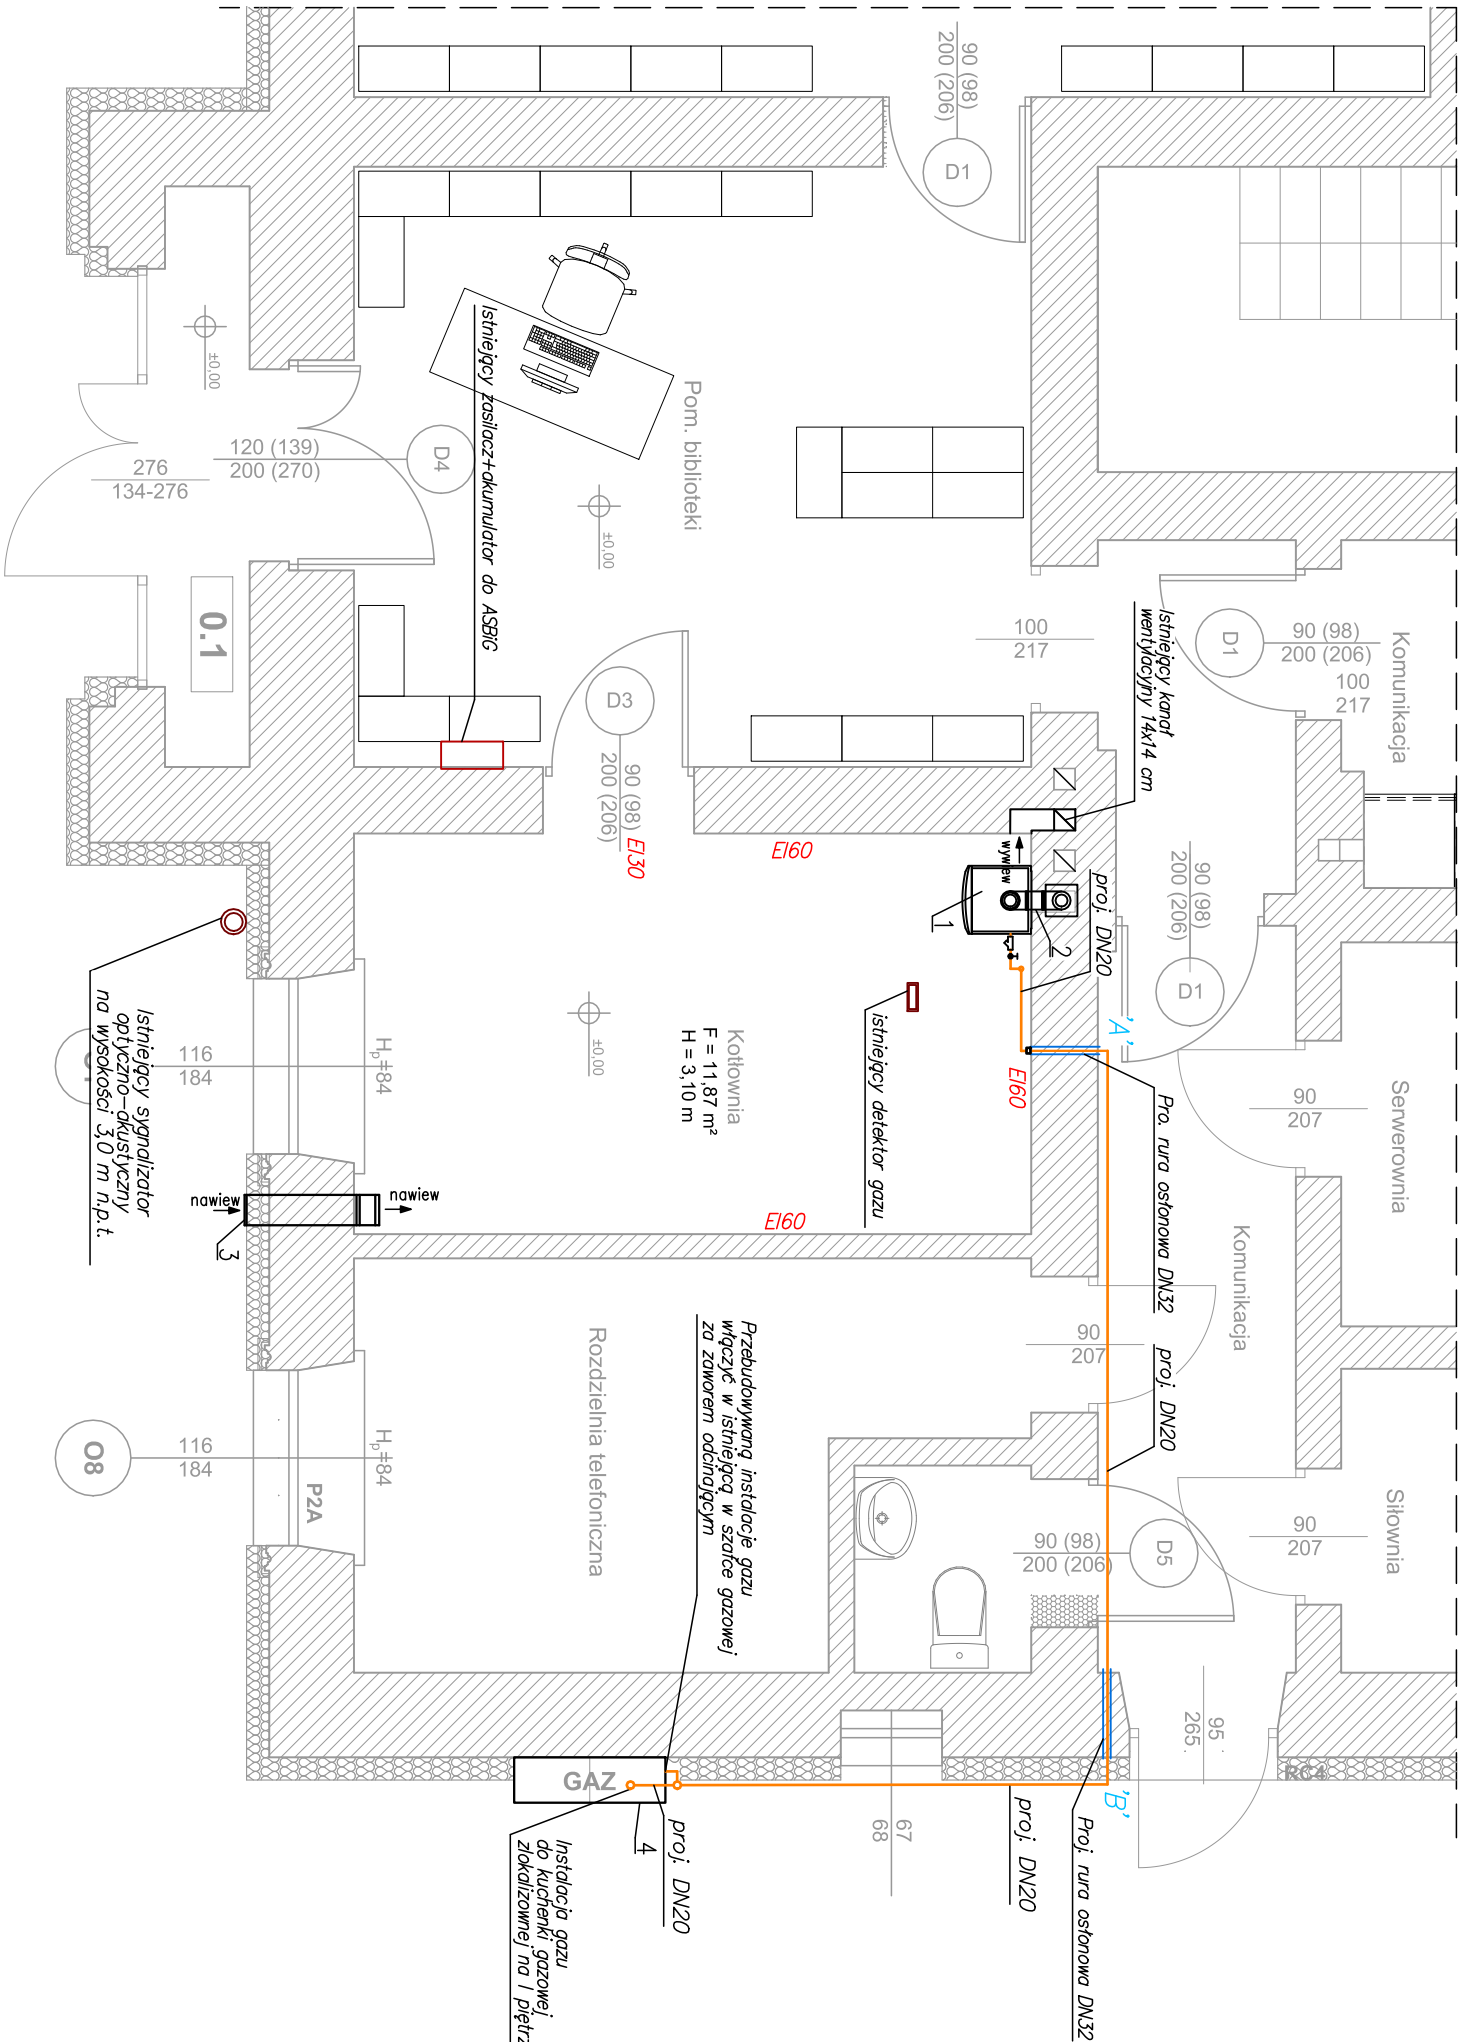 90 (98)
200 (206)
D1
±0,00
120 (139)
200 (270)
D4
276
134-276
0.1
Istniejący zasilacz+akumulator do ASBiG
Pom. biblioteki
±0,00
100
217
Istniejący kanał
wentylacyjny 14x14 cm
D1
90 (98)
200 (206)
100
217
Komunikacja
D3
90 (98)
200 (206)
EI30
EI60
wywiew
1
2
proj. DN20
90 (98)
200 (206)
D1
'A'
EI60
Pro. rura osłonowa DN32
90
207
Serwerownia
Komunikacja
istniejący detektor gazu
Kotłownia
F = 11,87 m²
H = 3,10 m
±0,00
EI60
Istniejący sygnalizator
optyczno-akustyczny
na wysokości 3,0 m n.p.t.
116
184
Hp=84
nawiew
nawiew
3
90
207
proj. DN20
Przebudowywaną instalacje gazu
włączyć w istniejącą w szafce gazowej
za zaworem odcinającym
Rozdzielnia telefoniczna
O8
116
184
Hp=84
P2A
90 (98)
200 (206)
D5
90
207
Siłownia
95
265
RC4
'B'
GAZ
4
proj. DN20
67
68
proj. DN20
Proj. rura osłonowa DN32
Instalacja gazu
do kuchenki gazowej
zlokalizownej na I piętrz